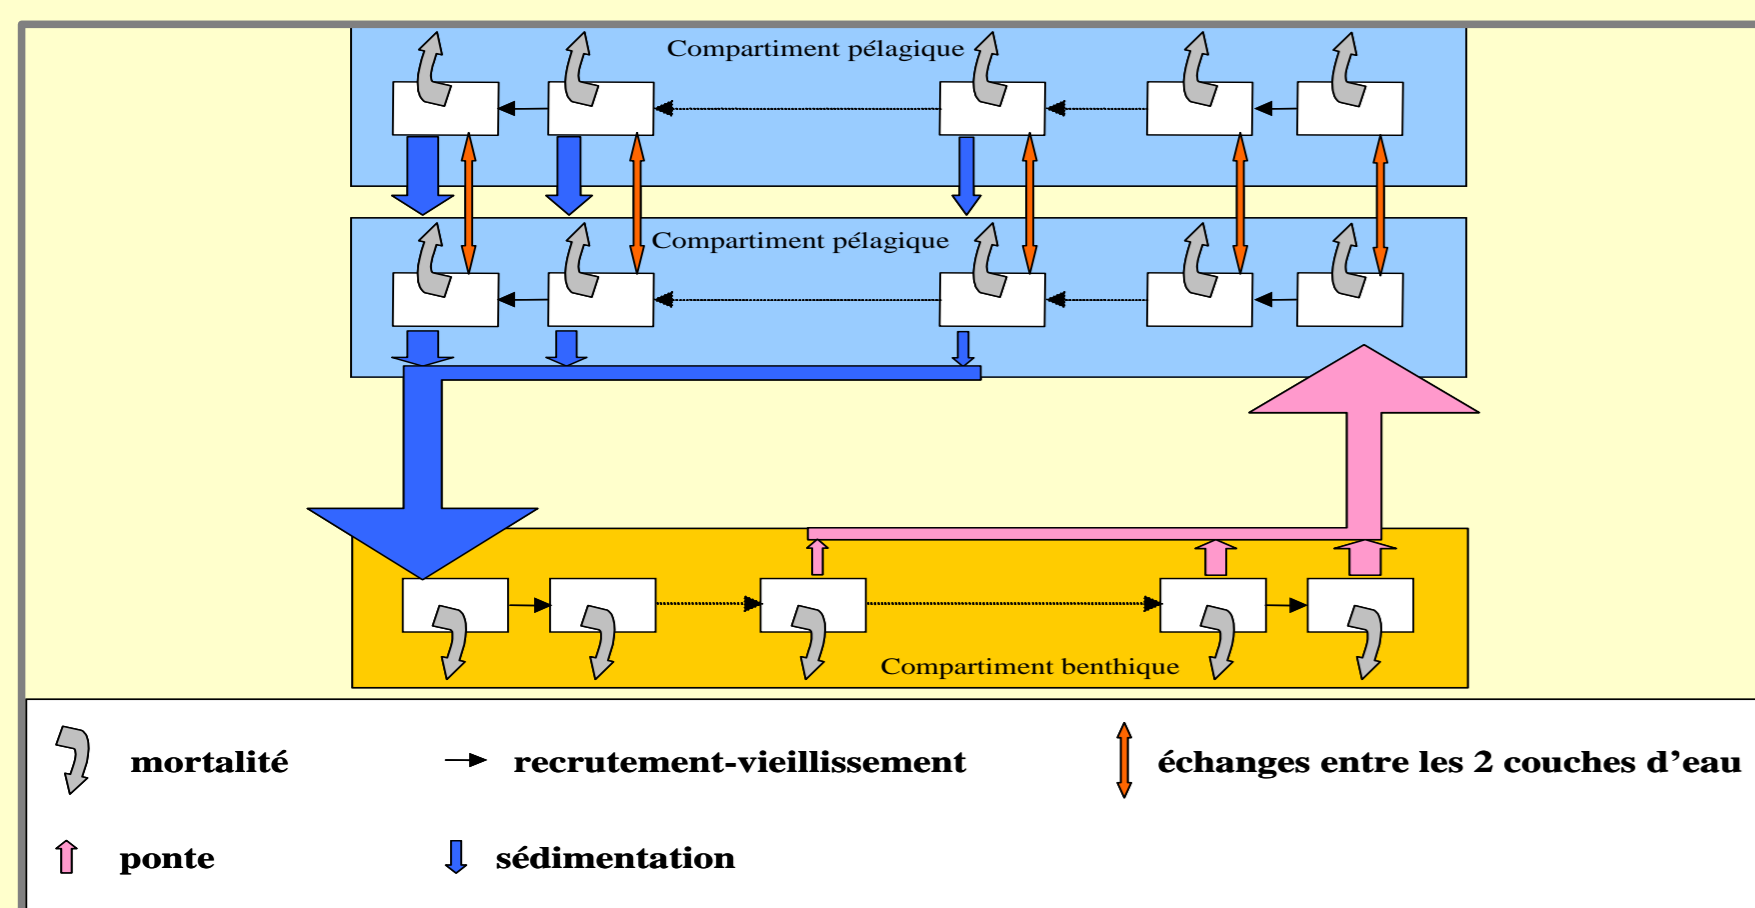 Compartiment pélagique
Compartiment pélagique
Compartiment benthique
mortalité
recrutement-vieillissement
échanges entre les 2 couches d’eau
ponte
sédimentation